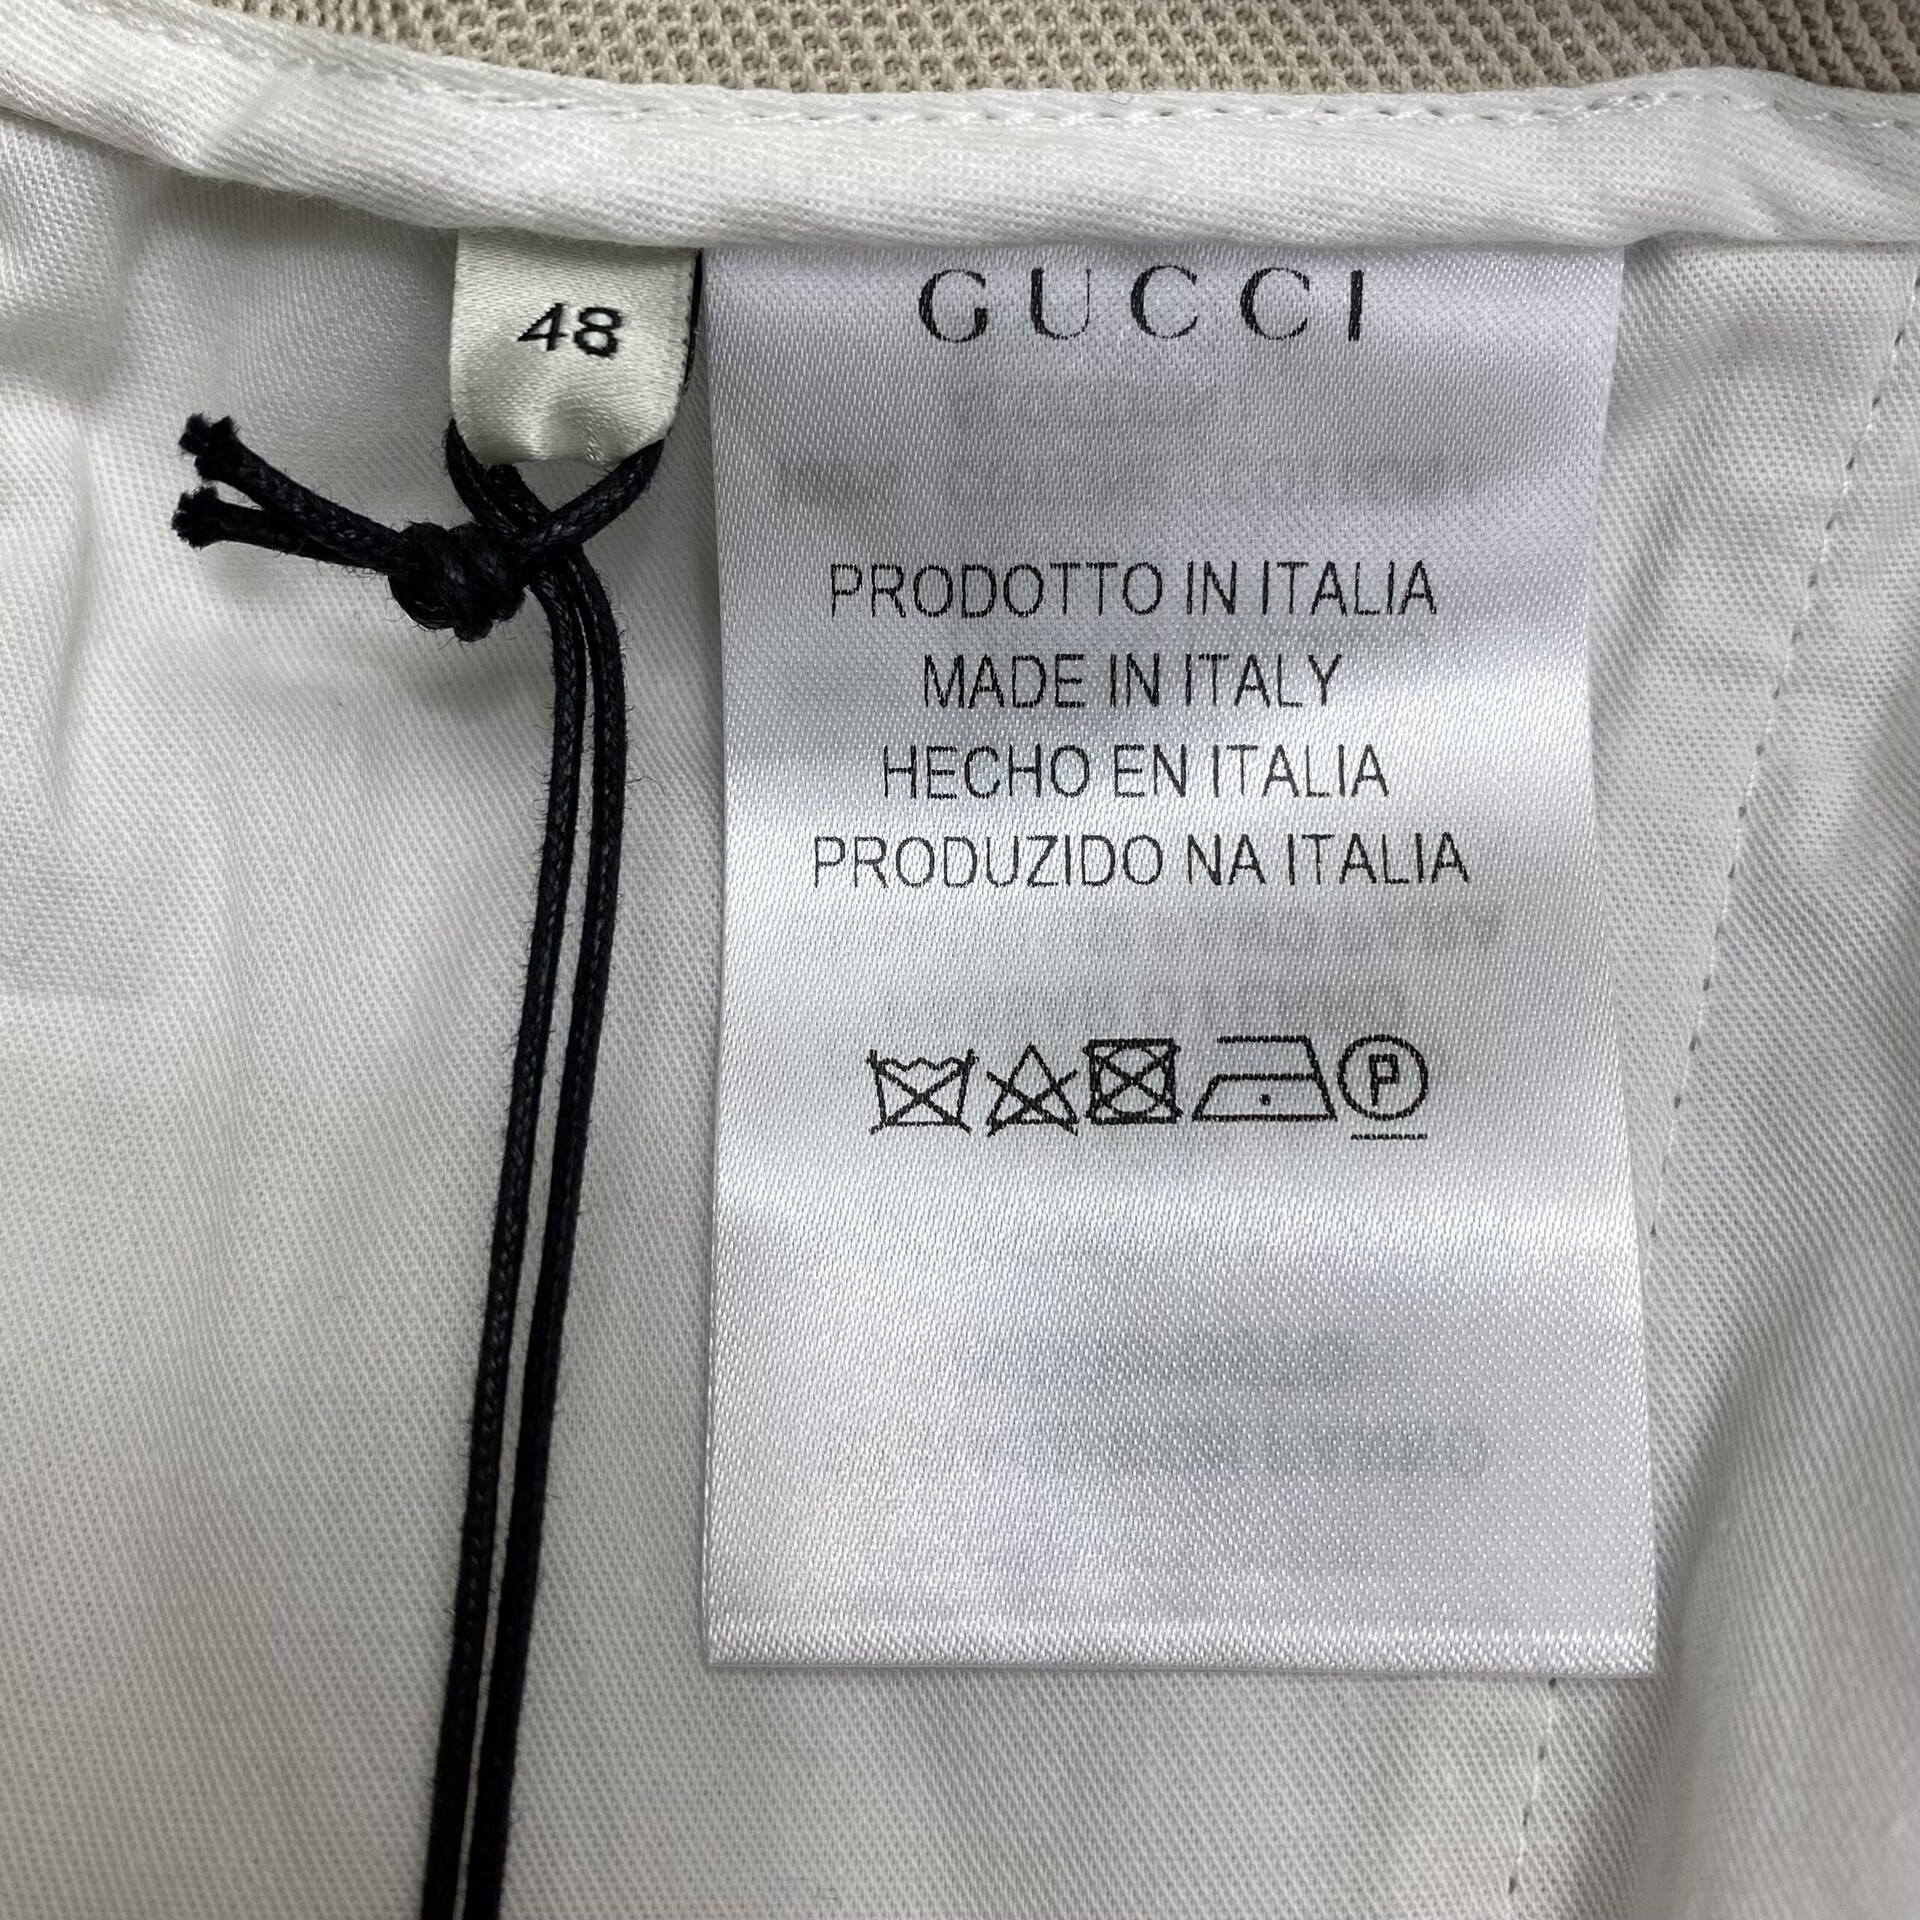 48
GUCCI
PRODOTTO IN ITALIA
MADE IN ITALY
HECHO EN ITALIA
PRODUZIDO NA ITALIA
P